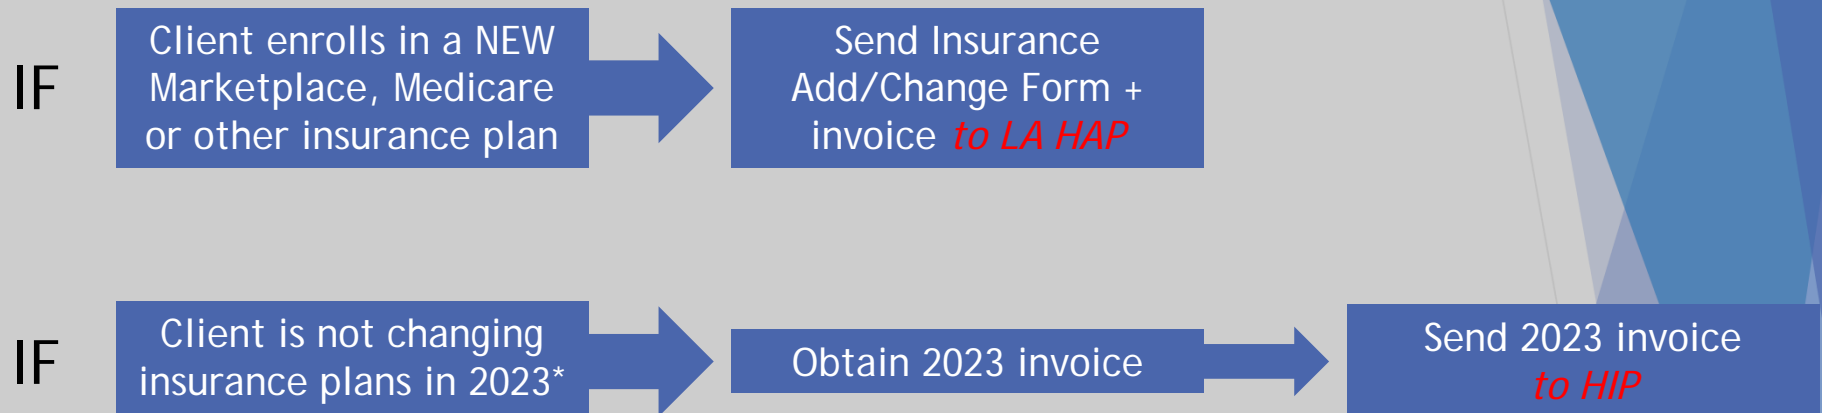 IF
Client enrolls in a NEW
Marketplace, Medicare
or other insurance plan
Send Insurance
Add/Change Form +
invoice to LA HAP
IF
Client is not changing
insurance plans in 2023*
Obtain 2023 invoice
Send 2023 invoice
to HIP